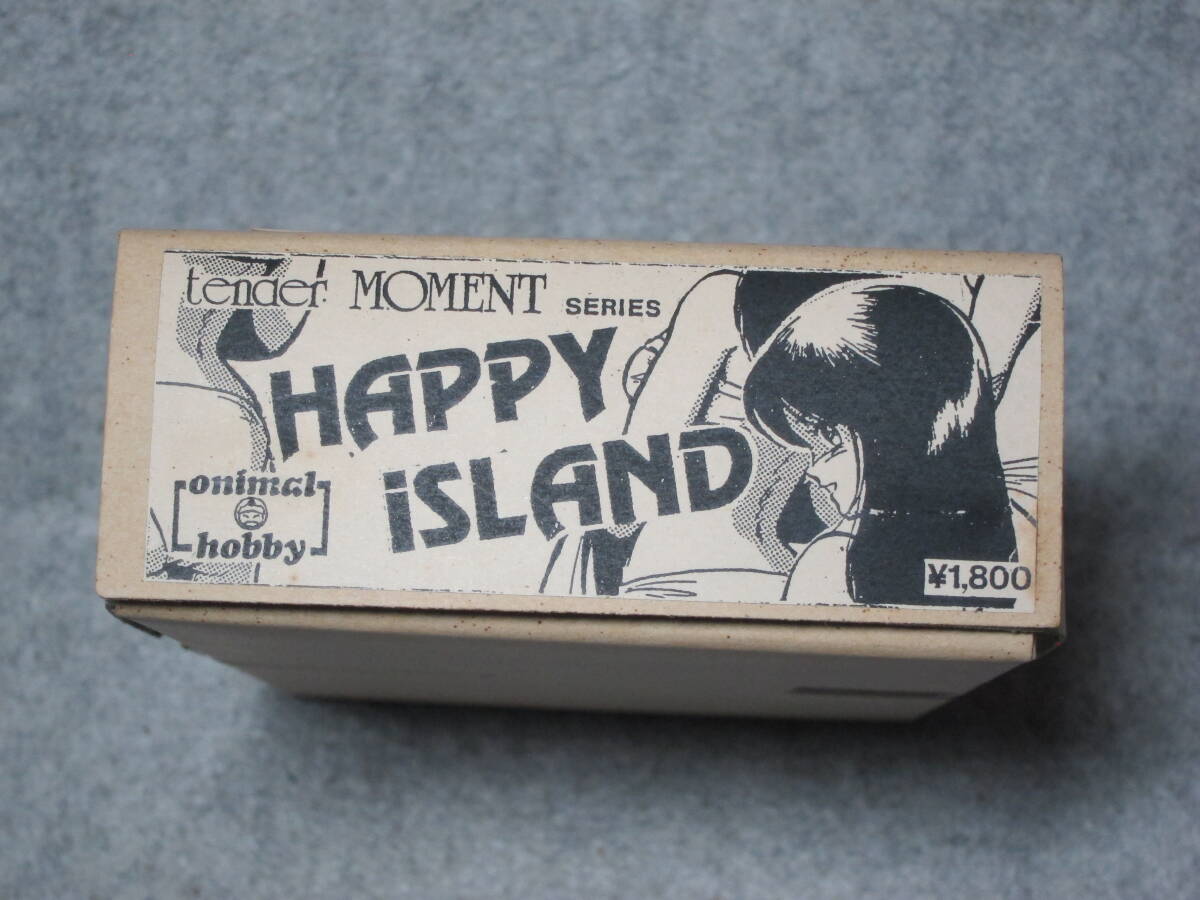 tender MOMENT SERIES
HAPPY
iSLAND
onimal
hobby
¥1,800